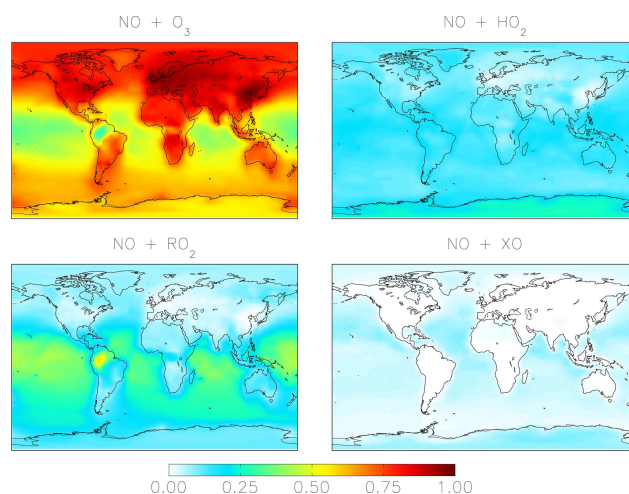 NO + O₃
NO + HO₂
NO + RO₂
NO + XO
0.00 0.25 0.50 0.75 1.00